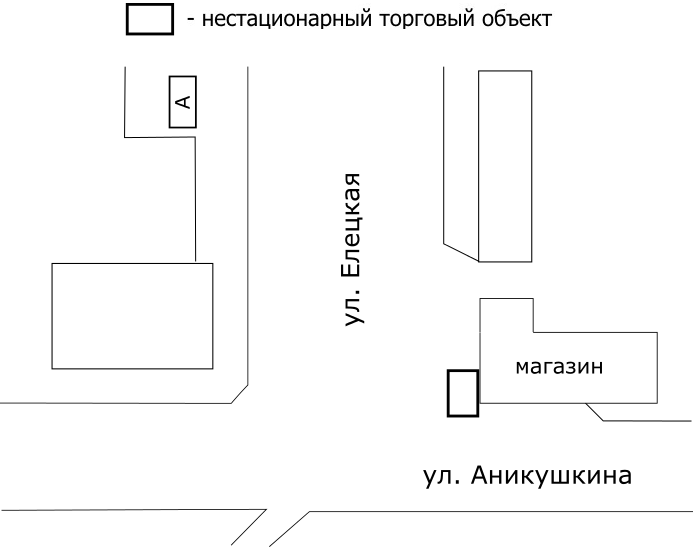 - нестационарный торговый объект
А
ул. Елецкая
магазин
ул. Аникушкина